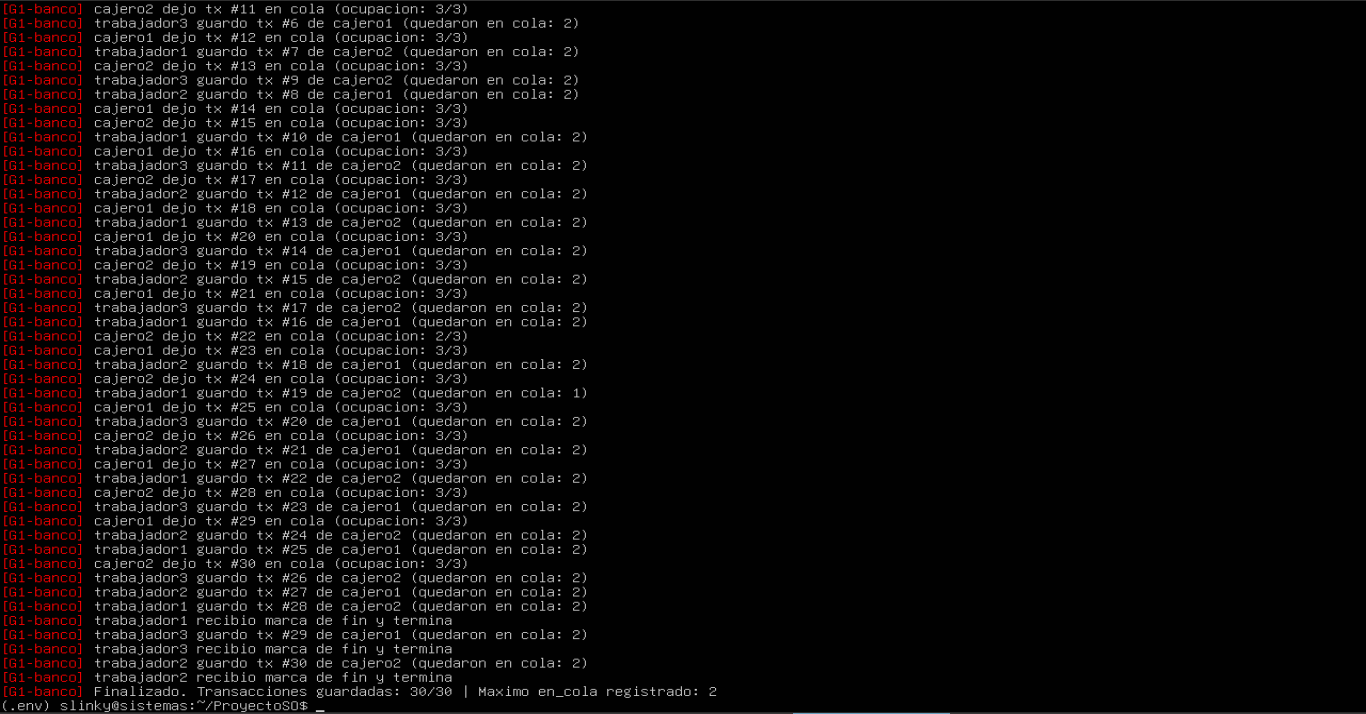 [G1-banco] cajero2 dejo tx #11 en cola (ocupacion: 3/3)
[G1-banco] trabajador3 guardo tx #6 de cajero1 (quedaron en cola: 2)
[G1-banco] cajero1 dejo tx #12 en cola (ocupacion: 3/3)
[G1-banco] trabajador1 guardo tx #7 de cajero2 (quedaron en cola: 2)
[G1-banco] cajero2 dejo tx #13 en cola (ocupacion: 3/3)
[G1-banco] trabajador3 guardo tx #9 de cajero2 (quedaron en cola: 2)
[G1-banco] trabajador2 guardo tx #8 de cajero1 (quedaron en cola: 2)
[G1-banco] cajero1 dejo tx #14 en cola (ocupacion: 3/3)
[G1-banco] cajero2 dejo tx #15 en cola (ocupacion: 3/3)
[G1-banco] trabajador1 guardo tx #10 de cajero1 (quedaron en cola: 2)
[G1-banco] cajero1 dejo tx #16 en cola (ocupacion: 3/3)
[G1-banco] trabajador3 guardo tx #11 de cajero2 (quedaron en cola: 2)
[G1-banco] cajero2 dejo tx #17 en cola (ocupacion: 3/3)
[G1-banco] trabajador2 guardo tx #12 de cajero1 (quedaron en cola: 2)
[G1-banco] cajero1 dejo tx #18 en cola (ocupacion: 3/3)
[G1-banco] trabajador1 guardo tx #13 de cajero2 (quedaron en cola: 2)
[G1-banco] cajero1 dejo tx #20 en cola (ocupacion: 3/3)
[G1-banco] trabajador3 guardo tx #14 de cajero1 (quedaron en cola: 2)
[G1-banco] cajero2 dejo tx #19 en cola (ocupacion: 3/3)
[G1-banco] trabajador2 guardo tx #15 de cajero2 (quedaron en cola: 2)
[G1-banco] cajero1 dejo tx #21 en cola (ocupacion: 3/3)
[G1-banco] trabajador3 guardo tx #17 de cajero2 (quedaron en cola: 2)
[G1-banco] trabajador1 guardo tx #16 de cajero1 (quedaron en cola: 2)
[G1-banco] cajero2 dejo tx #22 en cola (ocupacion: 2/3)
[G1-banco] cajero1 dejo tx #23 en cola (ocupacion: 3/3)
[G1-banco] trabajador2 guardo tx #18 de cajero1 (quedaron en cola: 2)
[G1-banco] cajero2 dejo tx #24 en cola (ocupacion: 3/3)
[G1-banco] trabajador1 guardo tx #19 de cajero2 (quedaron en cola: 1)
[G1-banco] cajero1 dejo tx #25 en cola (ocupacion: 3/3)
[G1-banco] trabajador3 guardo tx #20 de cajero1 (quedaron en cola: 2)
[G1-banco] cajero2 dejo tx #26 en cola (ocupacion: 3/3)
[G1-banco] trabajador2 guardo tx #21 de cajero1 (quedaron en cola: 2)
[G1-banco] cajero1 dejo tx #27 en cola (ocupacion: 3/3)
[G1-banco] trabajador1 guardo tx #22 de cajero2 (quedaron en cola: 2)
[G1-banco] cajero2 dejo tx #28 en cola (ocupacion: 3/3)
[G1-banco] trabajador3 guardo tx #23 de cajero1 (quedaron en cola: 2)
[G1-banco] cajero1 dejo tx #29 en cola (ocupacion: 3/3)
[G1-banco] trabajador2 guardo tx #24 de cajero2 (quedaron en cola: 2)
[G1-banco] trabajador1 guardo tx #25 de cajero1 (quedaron en cola: 2)
[G1-banco] cajero2 dejo tx #30 en cola (ocupacion: 3/3)
[G1-banco] trabajador3 guardo tx #26 de cajero2 (quedaron en cola: 2)
[G1-banco] trabajador2 guardo tx #27 de cajero1 (quedaron en cola: 2)
[G1-banco] trabajador1 guardo tx #28 de cajero2 (quedaron en cola: 2)
[G1-banco] trabajador1 recibio marca de fin y termina
[G1-banco] trabajador3 guardo tx #29 de cajero1 (quedaron en cola: 2)
[G1-banco] trabajador3 recibio marca de fin y termina
[G1-banco] trabajador2 guardo tx #30 de cajero2 (quedaron en cola: 2)
[G1-banco] trabajador2 recibio marca de fin y termina
[G1-banco] Finalizado. Transacciones guardadas: 30/30 | Maximo en_cola registrado: 2
(.env) slinky@sistemas:~/ProyectoSO$ _